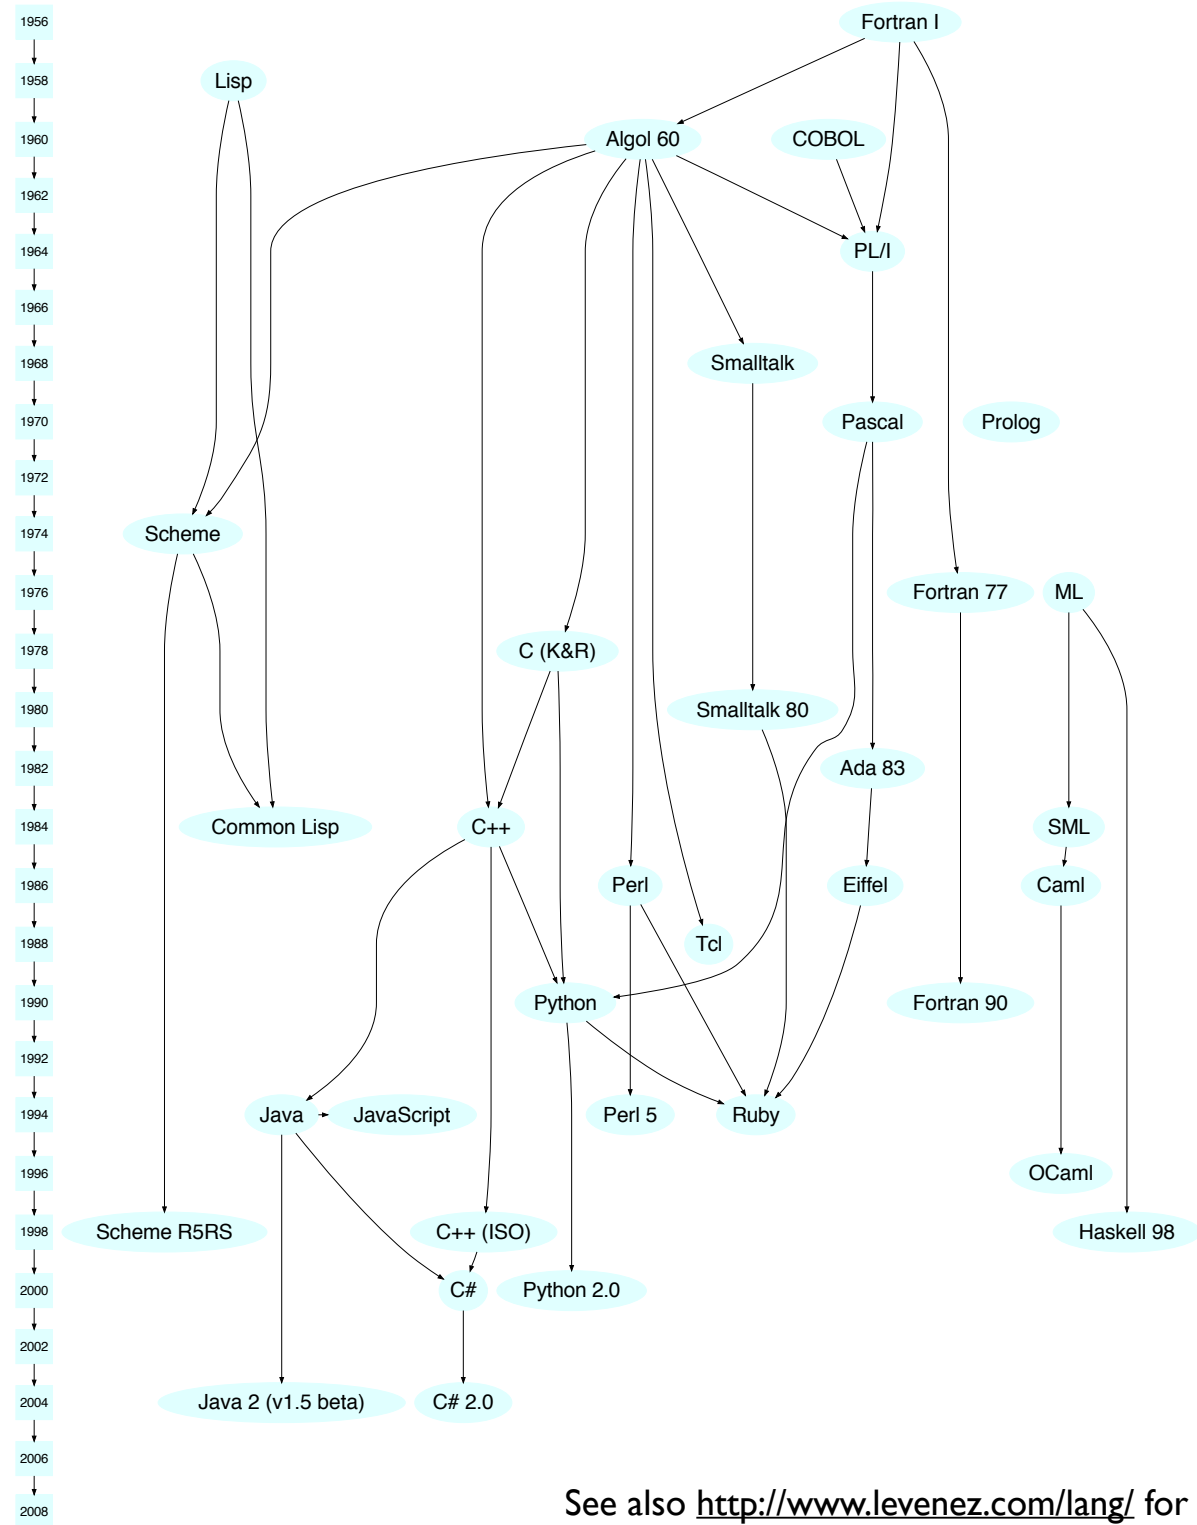 1956
Fortran I
1958
Lisp
1960
Algol 60
COBOL
1962
1964
PL/I
1966
1968
Smalltalk
1970
Pascal
Prolog
1972
1974
Scheme
1976
Fortran 77
ML
1978
C (K&R)
1980
Smalltalk 80
1982
Ada 83
1984
Common Lisp
C++
SML
1986
Perl
Eiffel
Caml
1988
Tcl
1990
Python
Fortran 90
1992
1994
Java
JavaScript
Perl 5
Ruby
1996
OCaml
1998
Scheme R5RS
C++ (ISO)
Haskell 98
2000
C#
Python 2.0
2002
2004
Java 2 (v1.5 beta)
C# 2.0
2006
2008
See also http://www.levenez.com/lang/ for